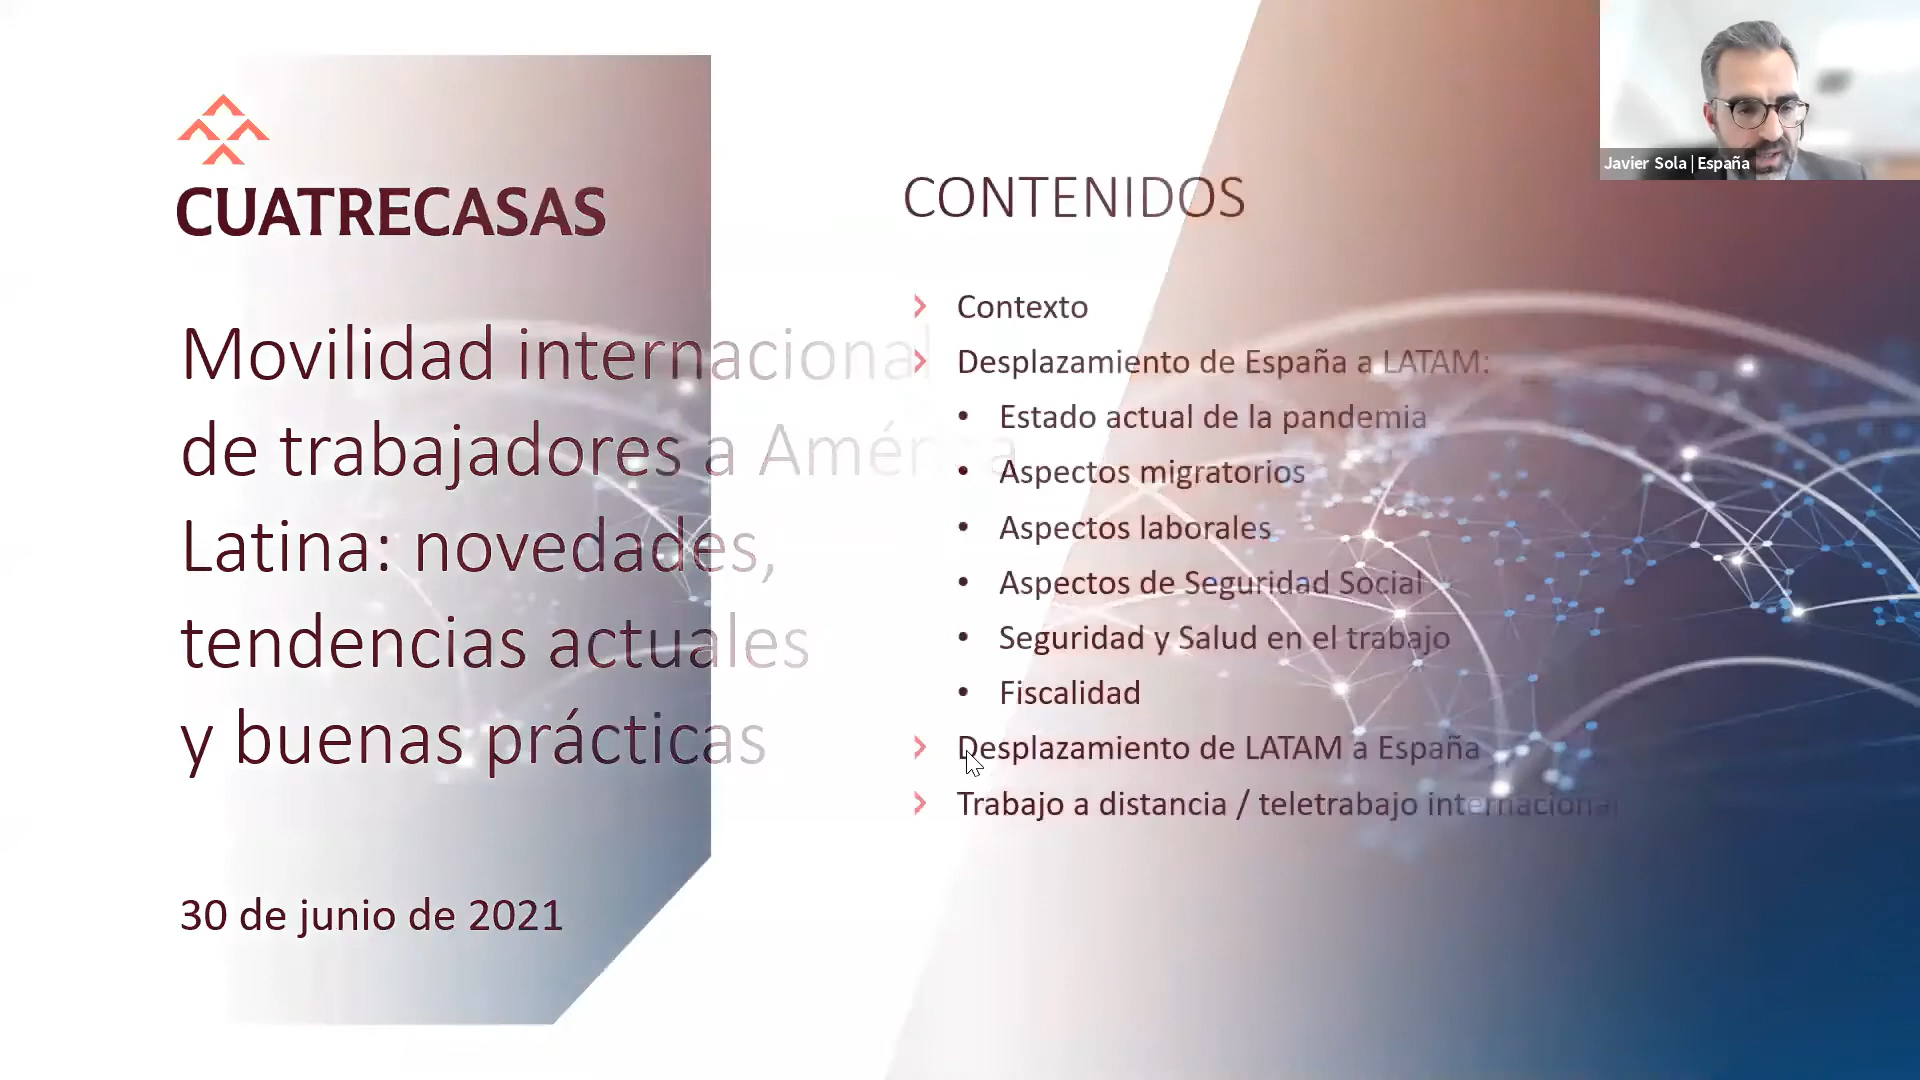 CUATRECASAS
Movilidad internacional
de trabajadores a América
Latina: novedades,
tendencias actuales
y buenas prácticas
30 de junio de 2021
CONTENIDOS
Contexto
Desplazamiento de España a LATAM:
• Estado actual de la pandemia
• Aspectos migratorios
• Aspectos laborales
• Aspectos de Seguridad Social
• Seguridad y Salud en el trabajo
• Fiscalidad
Desplazamiento de LATAM a España
Trabajo a distancia / teletrabajo internacional
Javier Sola | España